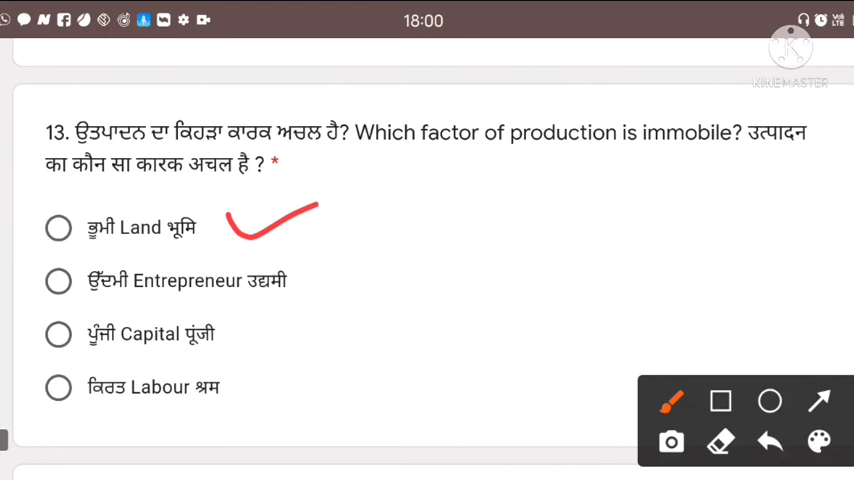 18:00
KINEMASTER
13. ਉਤਪਾਦਨ ਦਾ ਕਿਹੜਾ ਕਾਰਕ ਅਚਲ ਹੈ? Which factor of production is immobile? उत्पादन
का कौन सा कारक अचल है ? *
ਭੂਮੀ Land भूमि
ਉੱਦਮੀ Entrepreneur उद्यमी
ਪੂੰਜੀ Capital पूंजी
ਕਿਰਤ Labour श्रम